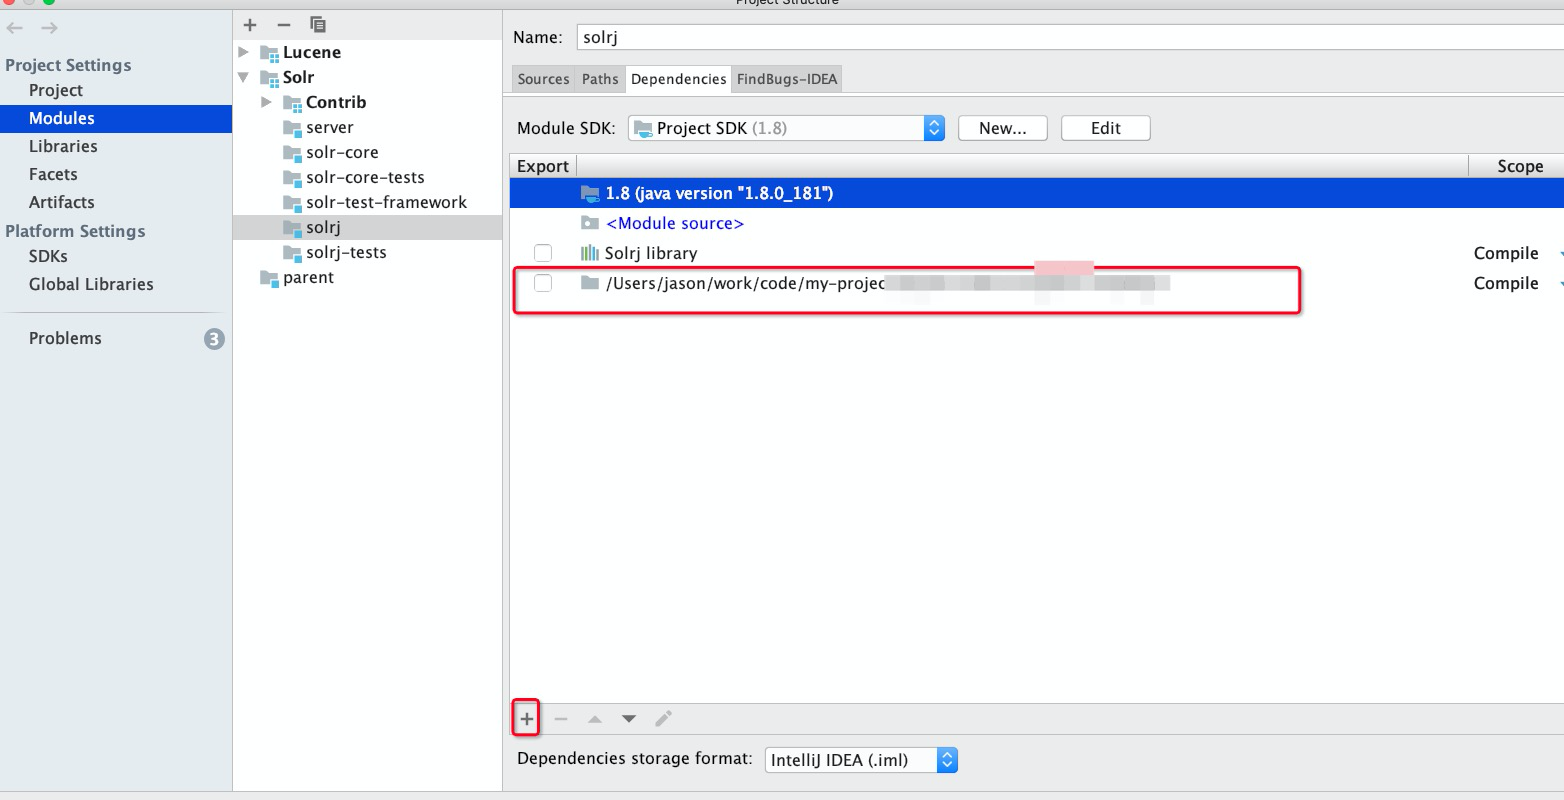 Project Structure
Project Settings
Project
Modules
Libraries
Facets
Artifacts
Platform Settings
SDKs
Global Libraries
Problems
3
Lucene
Solr
Contrib
server
solr-core
solr-core-tests
solr-test-framework
solrj
solrj-tests
parent
Name: solrj
Sources Paths Dependencies FindBugs-IDEA
Module SDK: Project SDK (1.8) New... Edit
Export Scope
1.8 (java version "1.8.0_181")
<Module source>
Solrj library Compile
/Users/jason/work/code/my-projec Compile
Dependencies storage format: IntelliJ IDEA (.iml)